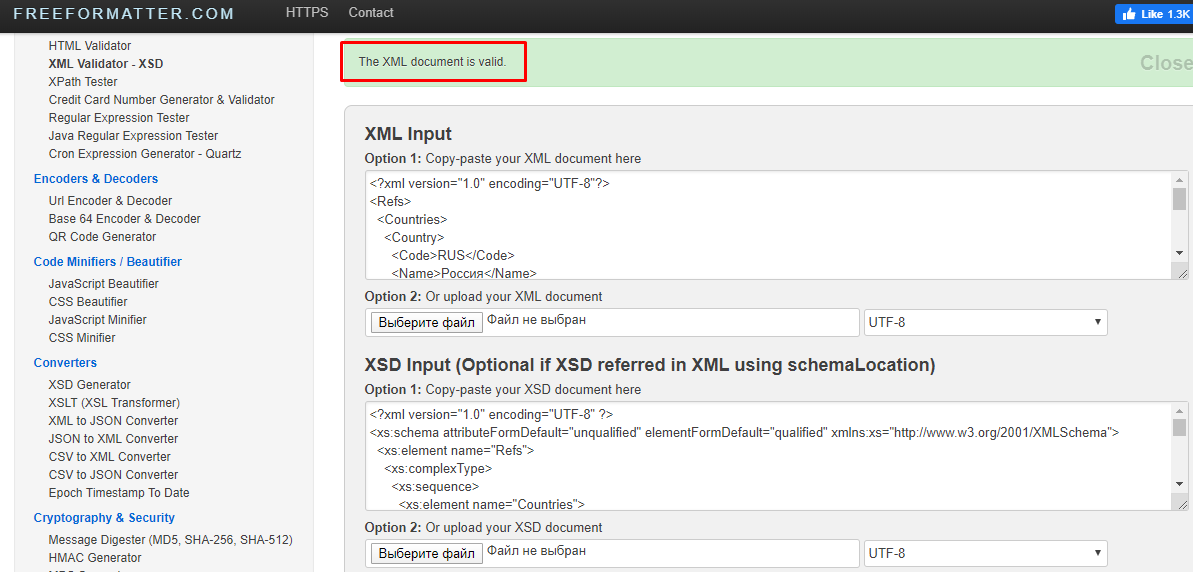 FREEFORMATTER.COM
HTTPS
Contact
Like 1.3K
HTML Validator
XML Validator - XSD
XPath Tester
Credit Card Number Generator & Validator
Regular Expression Tester
Java Regular Expression Tester
Cron Expression Generator - Quartz
Encoders & Decoders
Url Encoder & Decoder
Base 64 Encoder & Decoder
QR Code Generator
Code Minifiers / Beautifier
JavaScript Beautifier
CSS Beautifier
JavaScript Minifier
CSS Minifier
Converters
XSD Generator
XSLT (XSL Transformer)
XML to JSON Converter
JSON to XML Converter
CSV to XML Converter
CSV to JSON Converter
Epoch Timestamp To Date
Cryptography & Security
Message Digester (MD5, SHA-256, SHA-512)
HMAC Generator
The XML document is valid.
Close
XML Input
Option 1: Copy-paste your XML document here
<?xml version="1.0" encoding="UTF-8"?>
<Refs>
<Countries>
<Country>
<Code>RUS</Code>
<Name>Россия</Name>
Option 2: Or upload your XML document
Выберите файл Файл не выбран
UTF-8
XSD Input (Optional if XSD referred in XML using schemaLocation)
Option 1: Copy-paste your XSD document here
<?xml version="1.0" encoding="UTF-8" ?>
<xs:schema attributeFormDefault="unqualified" elementFormDefault="qualified" xmlns:xs="http://www.w3.org/2001/XMLSchema">
<xs:element name="Refs">
<xs:complexType>
<xs:sequence>
<xs:element name="Countries">
Option 2: Or upload your XSD document
Выберите файл Файл не выбран
UTF-8